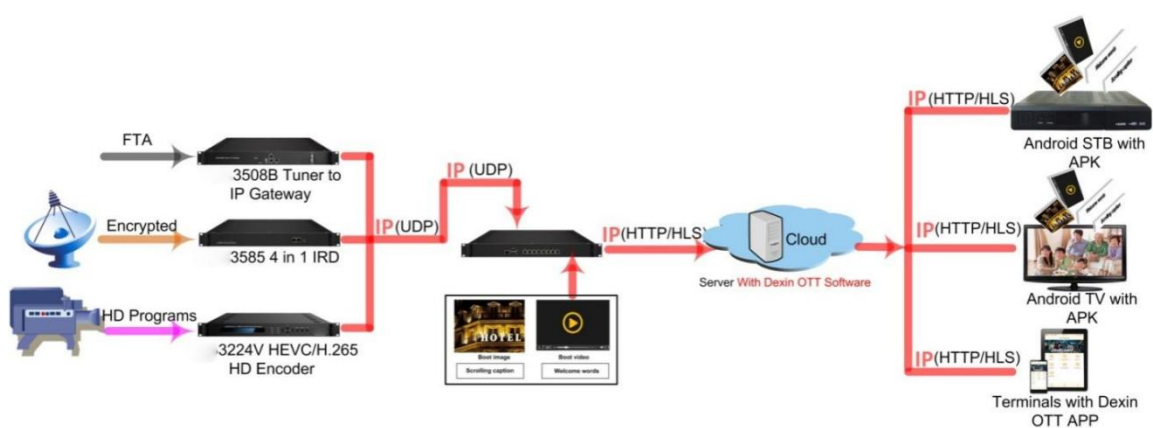 FTA
3508B Tuner to
IP Gateway
Encrypted
3585 4 in 1 IRD
HD Programs
3224V HEVC/H.265
HD Encoder
IP(UDP)
IP (UDP)
HOTEL
Boot image
Boot video
Scrolling caption
Welcome words
IP(HTTP/HLS)
Cloud
Server With Dexin OTT Software
IP(HTTP/HLS)
Android STB with
APK
IP(HTTP/HLS)
Android TV with
APK
IP(HTTP/HLS)
Terminals with Dexin
OTT APP